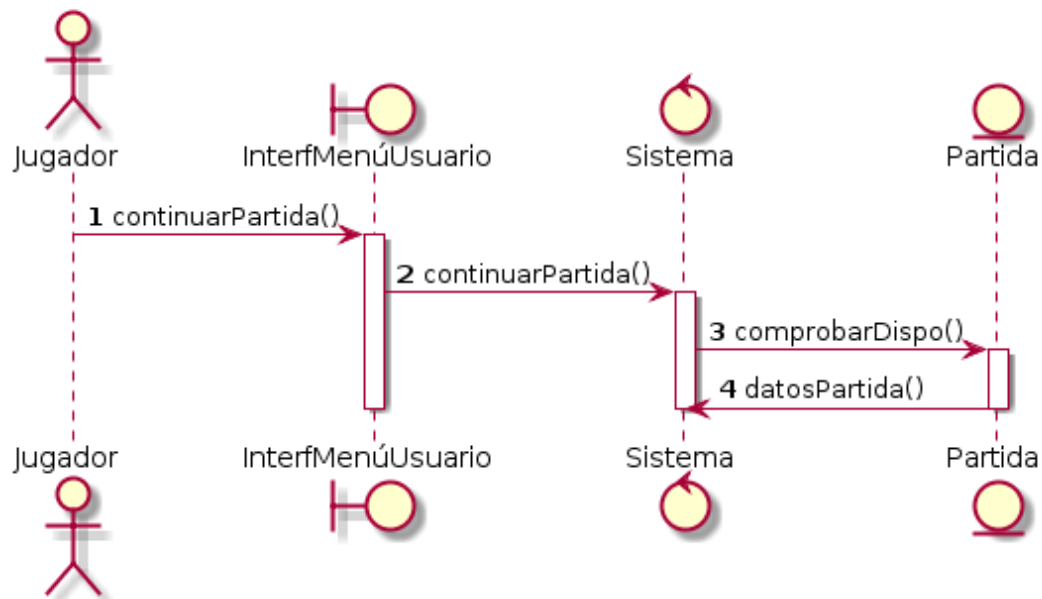 Jugador
InterfMenúUsuario
Sistema
Partida
1 continuarPartida()
2 continuarPartida()
3 comprobarDispo()
4 datosPartida()
Jugador
InterfMenúUsuario
Sistema
Partida